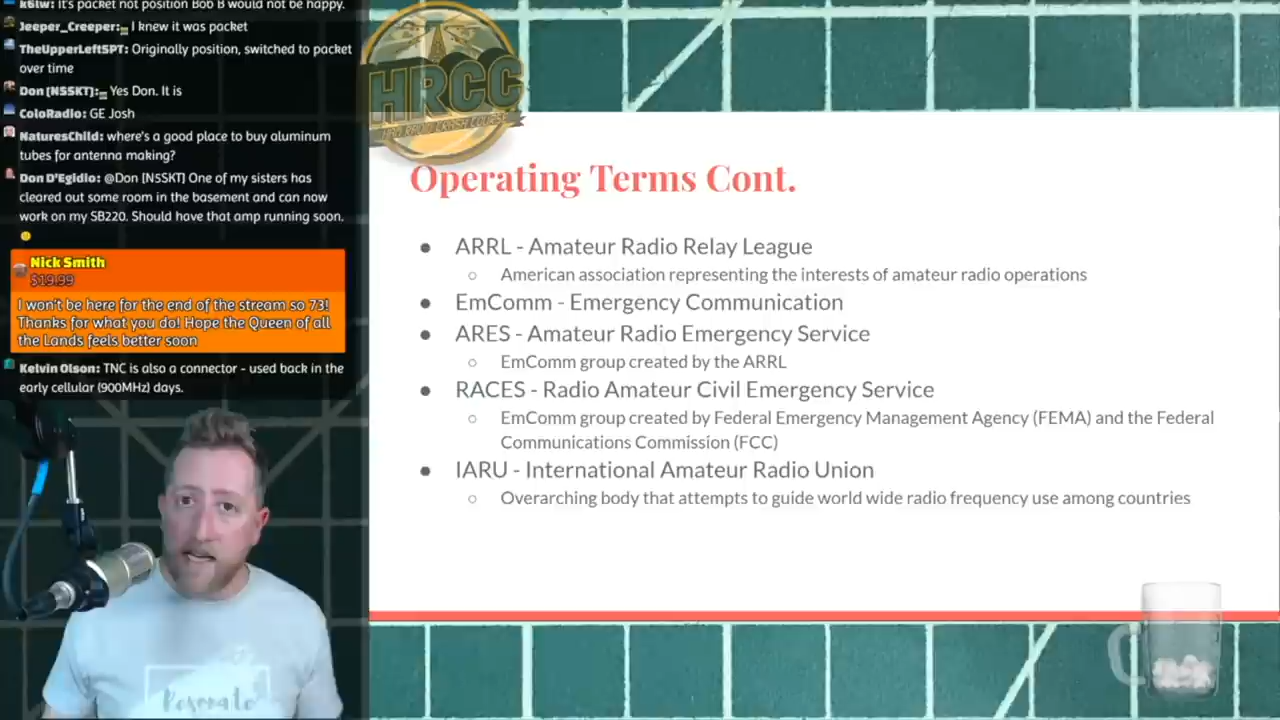 k6lw: It's packet not position Bob B would not be happy.
Jeeper_Creeper: I knew it was packet
TheUpperLeftSPT: Originally position, switched to packet
over time
Don [N5SKT]: Yes Don. It is
ColoRadio: GE Josh
NaturesChild: where's a good place to buy aluminum
tubes for antenna making?
Don D'Egidio: @Don [N5SKT] One of my sisters has
cleared out some room in the basement and can now
work on my SB220. Should have that amp running soon.
Nick Smith
$19.99
I won't be here for the end of the stream so 73!
Thanks for what you do! Hope the Queen of all
the Lands feels better soon
Kelvin Olson: TNC is also a connector - used back in the
early cellular (900MHz) days.
HRCC
HAM RADIO CRASH COURSE
Operating Terms Cont.
● ARRL - Amateur Radio Relay League
○ American association representing the interests of amateur radio operations
● EmComm - Emergency Communication
● ARES - Amateur Radio Emergency Service
○ EmComm group created by the ARRL
● RACES - Radio Amateur Civil Emergency Service
○ EmComm group created by Federal Emergency Management Agency (FEMA) and the Federal
Communications Commission (FCC)
● IARU - International Amateur Radio Union
○ Overarching body that attempts to guide world wide radio frequency use among countries
Resonate